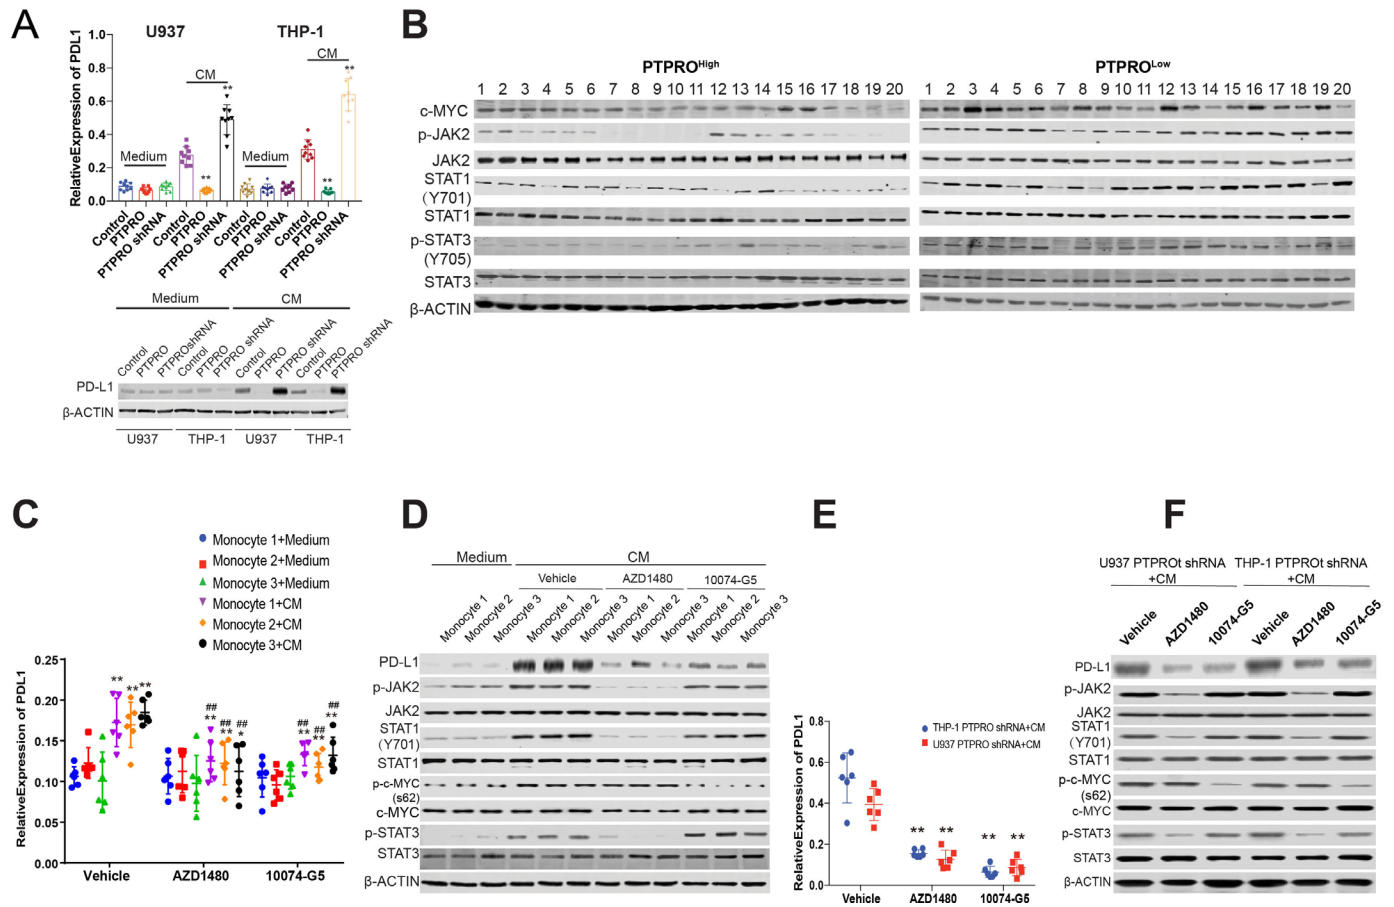 A
U937
THP-1
CM
CM
**
**
Medium
Medium
**
**
RelativeExpression of PDL1
1.0
0.8
0.6
0.4
0.2
0.0
Control
PTPRO
PTPRO shRNA
Control
PTPRO
PTPRO shRNA
Control
PTPRO
PTPRO shRNA
Control
PTPRO
PTPRO shRNA
Medium
CM
Control
PTPRO
PTPROshRNA
Control
PTPRO
PTPRO shRNA
Control
PTPRO
PTPRO shRNA
Control
PTPRO
PTPRO shRNA
PD-L1
β-ACTIN
U937
THP-1
U937
THP-1
B
PTPROHigh
PTPROLow
1 2 3 4 5 6 7 8 9 10 11 12 13 14 15 16 17 18 19 20
1 2 3 4 5 6 7 8 9 10 11 12 13 14 15 16 17 18 19 20
c-MYC
p-JAK2
JAK2
STAT1
(Y701)
STAT1
p-STAT3
(Y705)
STAT3
β-ACTIN
C
Monocyte 1+Medium
Monocyte 2+Medium
Monocyte 3+Medium
Monocyte 1+CM
Monocyte 2+CM
Monocyte 3+CM
Relative Expression of PDL1
0.25
0.20
0.15
0.10
0.05
0.00
** ** **
##
**
##
**
##
*
##
**
##
**
##
**
Vehicle
AZD1480
10074-G5
D
Medium
CM
Vehicle
AZD1480
10074-G5
Monocyte 1
Monocyte 2
Monocyte 3
Monocyte 1
Monocyte 2
Monocyte 3
Monocyte 1
Monocyte 2
Monocyte 3
Monocyte 1
Monocyte 2
Monocyte 3
PD-L1
p-JAK2
JAK2
STAT1
(Y701)
STAT1
p-c-MYC
(s62)
c-MYC
p-STAT3
STAT3
β-ACTIN
E
THP-1 PTPRO shRNA+CM
U937 PTPRO shRNA+CM
RelativeExpression of PDL1
0.8
0.6
0.4
0.2
0.0
** **
** **
Vehicle
AZD1480
10074-G5
F
U937 PTPROt shRNA
+CM
THP-1 PTPROt shRNA
+CM
Vehicle
AZD1480
10074-G5
Vehicle
AZD1480
10074-G5
PD-L1
p-JAK2
JAK2
STAT1
(Y701)
STAT1
p-c-MYC
(s62)
c-MYC
p-STAT3
STAT3
β-ACTIN